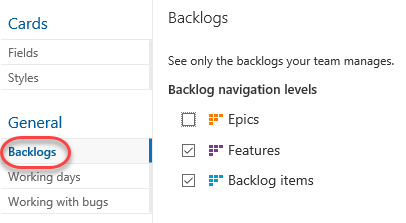 Cards
Fields
Styles
General
Backlogs
Working days
Working with bugs
Backlogs
See only the backlogs your team manages.
Backlog navigation levels
Epics
Features
Backlog items